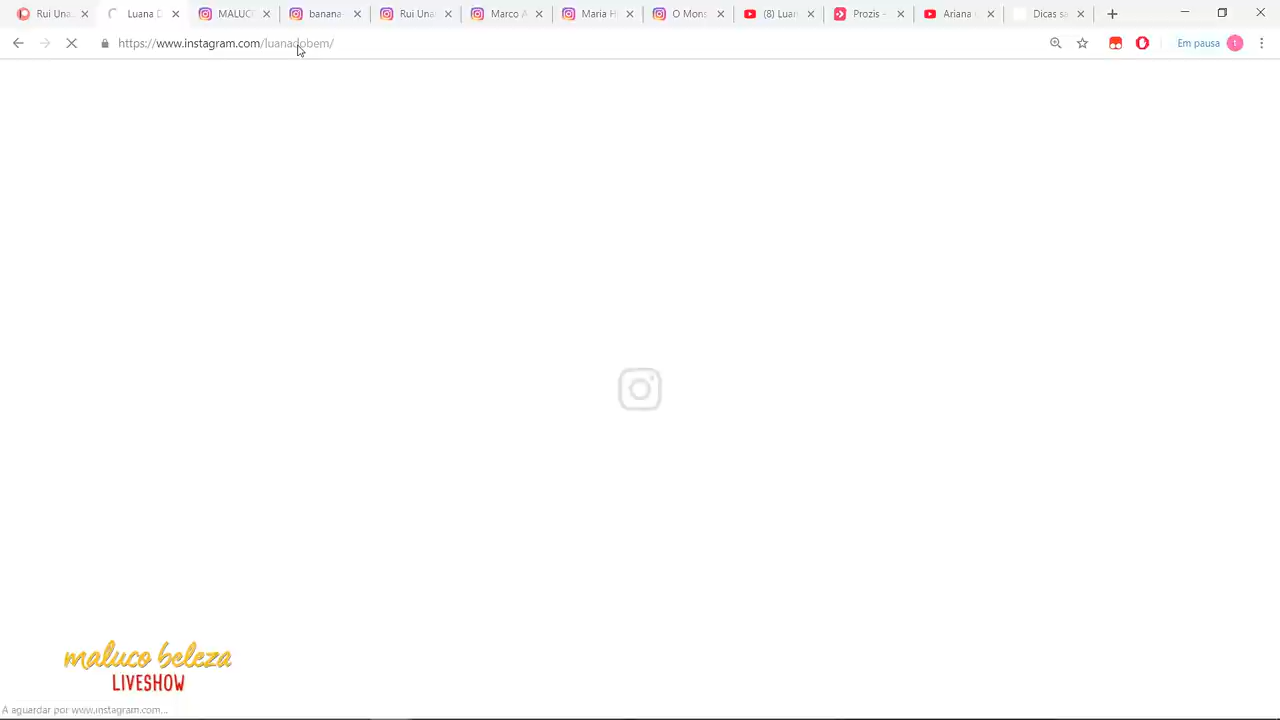 Rui Una
Luana D
MALUCE
banana
Rui Una
Marco A
Maria H
O Mons
(8) Luan
Prozis –
Ariana
Dicas sa
https://www.instagram.com/luanadobem/
Em pausa
maluco beleza
LIVESHOW
A aguardar por www.instagram.com...